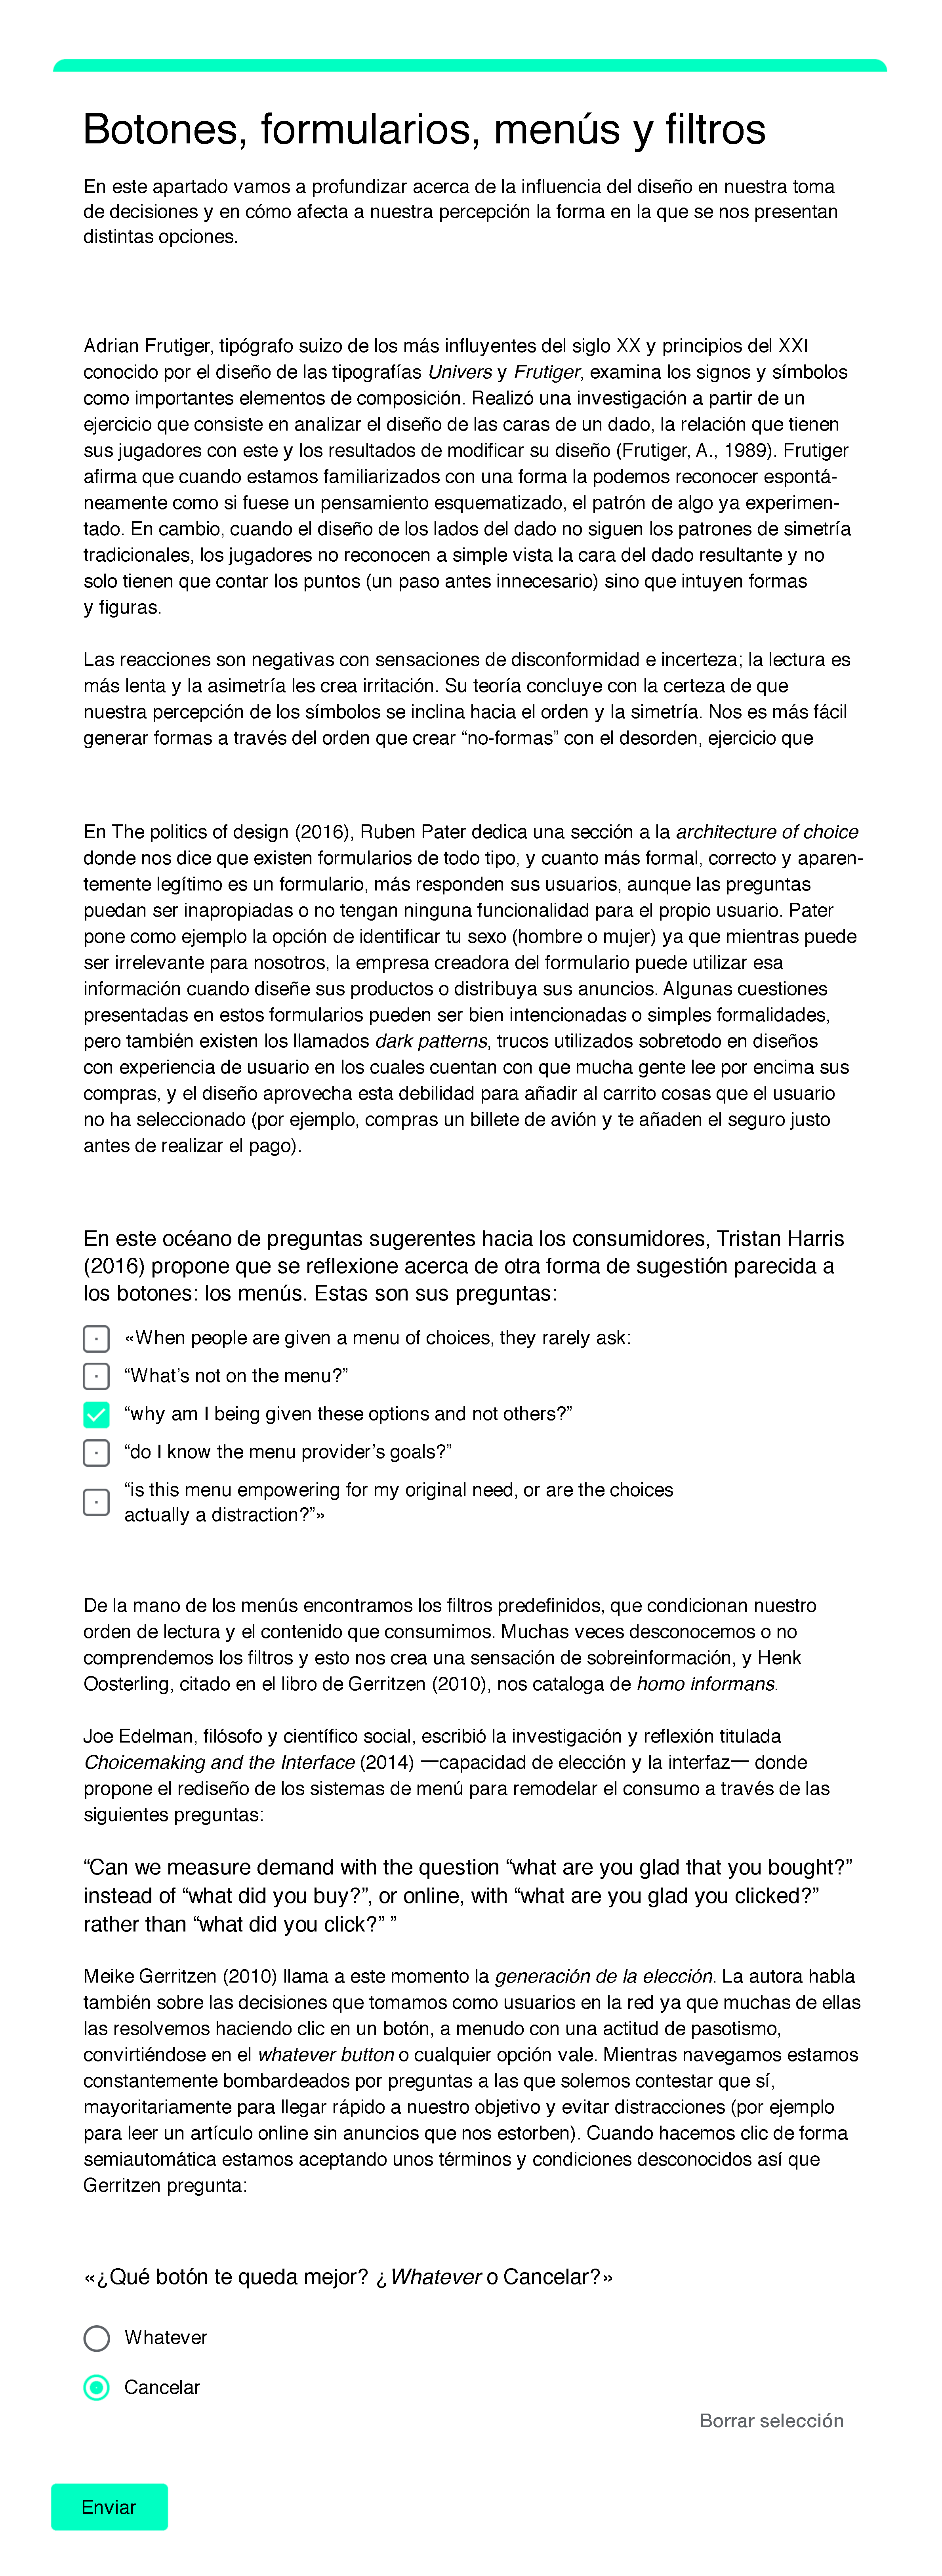 Botones, formularios, menús y filtros
En este apartado vamos a profundizar acerca de la influencia del diseño en nuestra toma
de decisiones y en cómo afecta a nuestra percepción la forma en la que se nos presentan
distintas opciones.
Adrian Frutiger, tipógrafo suizo de los más influyentes del siglo XX y principios del XXI
conocido por el diseño de las tipografías Univers y Frutiger, examina los signos y símbolos
como importantes elementos de composición. Realizó una investigación a partir de un
ejercicio que consiste en analizar el diseño de las caras de un dado, la relación que tienen
sus jugadores con este y los resultados de modificar su diseño (Frutiger, A., 1989). Frutiger
afirma que cuando estamos familiarizados con una forma la podemos reconocer espontá-
neamente como si fuese un pensamiento esquematizado, el patrón de algo ya experimen-
tado. En cambio, cuando el diseño de los lados del dado no siguen los patrones de simetría
tradicionales, los jugadores no reconocen a simple vista la cara del dado resultante y no
solo tienen que contar los puntos (un paso antes innecesario) sino que intuyen formas
y figuras.
Las reacciones son negativas con sensaciones de disconformidad e incerteza; la lectura es
más lenta y la asimetría les crea irritación. Su teoría concluye con la certeza de que
nuestra percepción de los símbolos se inclina hacia el orden y la simetría. Nos es más fácil
generar formas a través del orden que crear “no-formas” con el desorden, ejercicio que
En The politics of design (2016), Ruben Pater dedica una sección a la architecture of choice
donde nos dice que existen formularios de todo tipo, y cuanto más formal, correcto y aparen-
temente legítimo es un formulario, más responden sus usuarios, aunque las preguntas
puedan ser inapropiadas o no tengan ninguna funcionalidad para el propio usuario. Pater
pone como ejemplo la opción de identificar tu sexo (hombre o mujer) ya que mientras puede
ser irrelevante para nosotros, la empresa creadora del formulario puede utilizar esa
información cuando diseñe sus productos o distribuya sus anuncios. Algunas cuestiones
presentadas en estos formularios pueden ser bien intencionadas o simples formalidades,
pero también existen los llamados dark patterns, trucos utilizados sobretodo en diseños
con experiencia de usuario en los cuales cuentan con que mucha gente lee por encima sus
compras, y el diseño aprovecha esta debilidad para añadir al carrito cosas que el usuario
no ha seleccionado (por ejemplo, compras un billete de avión y te añaden el seguro justo
antes de realizar el pago).
En este océano de preguntas sugerentes hacia los consumidores, Tristan Harris
(2016) propone que se reflexione acerca de otra forma de sugestión parecida a
los botones: los menús. Estas son sus preguntas:
«When people are given a menu of choices, they rarely ask:
“What’s not on the menu?”
“why am I being given these options and not others?”
“do I know the menu provider’s goals?”
“is this menu empowering for my original need, or are the choices
actually a distraction?”»
De la mano de los menús encontramos los filtros predefinidos, que condicionan nuestro
orden de lectura y el contenido que consumimos. Muchas veces desconocemos o no
comprendemos los filtros y esto nos crea una sensación de sobreinformación, y Henk
Oosterling, citado en el libro de Gerritzen (2010), nos cataloga de homo informans.
Joe Edelman, filósofo y científico social, escribió la investigación y reflexión titulada
Choicemaking and the Interface (2014) —capacidad de elección y la interfaz— donde
propone el rediseño de los sistemas de menú para remodelar el consumo a través de las
siguientes preguntas:
“Can we measure demand with the question “what are you glad that you bought?”
instead of “what did you buy?”, or online, with “what are you glad you clicked?”
rather than “what did you click?” ”
Meike Gerritzen (2010) llama a este momento la generación de la elección. La autora habla
también sobre las decisiones que tomamos como usuarios en la red ya que muchas de ellas
las resolvemos haciendo clic en un botón, a menudo con una actitud de pasotismo,
convirtiéndose en el whatever button o cualquier opción vale. Mientras navegamos estamos
constantemente bombardeados por preguntas a las que solemos contestar que sí,
mayoritariamente para llegar rápido a nuestro objetivo y evitar distracciones (por ejemplo
para leer un artículo online sin anuncios que nos estorben). Cuando hacemos clic de forma
semiautomática estamos aceptando unos términos y condiciones desconocidos así que
Gerritzen pregunta:
«¿Qué botón te queda mejor? ¿Whatever o Cancelar?»
Whatever
Cancelar
Borrar selección
Enviar